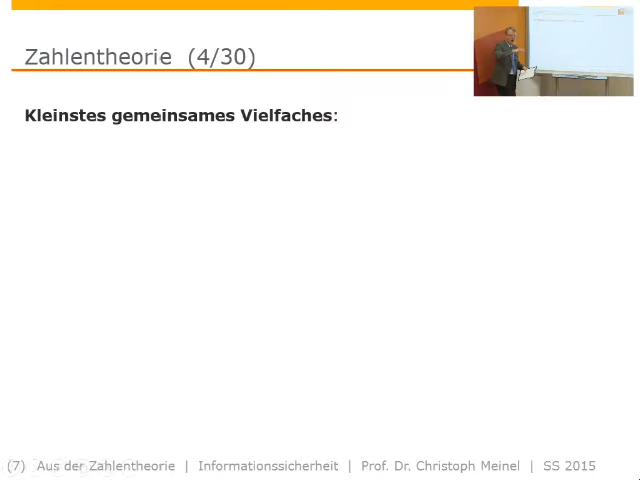 Zahlentheorie (4/30)
Kleinstes gemeinsames Vielfaches:
(7) Aus der Zahlentheorie | Informationssicherheit | Prof. Dr. Christoph Meinel | SS 2015